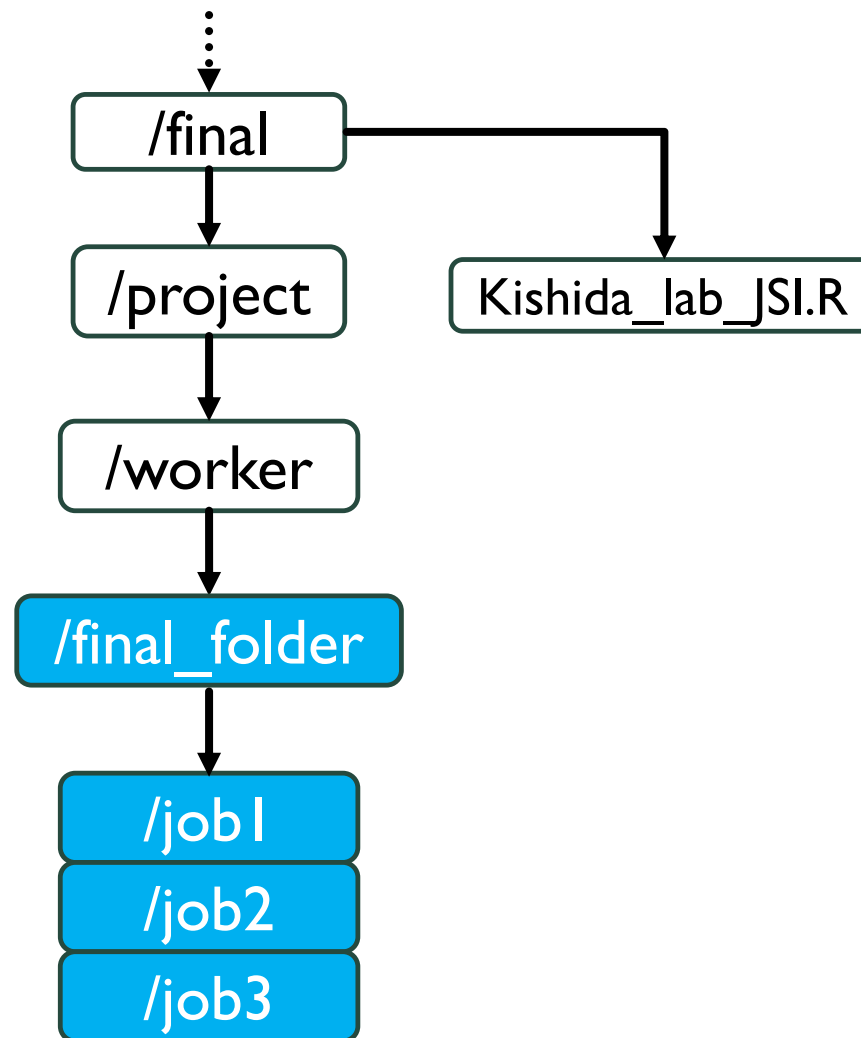 /final
/project
Kishida_lab_JSI.R
/worker
/final_folder
/job1
/job2
/job3